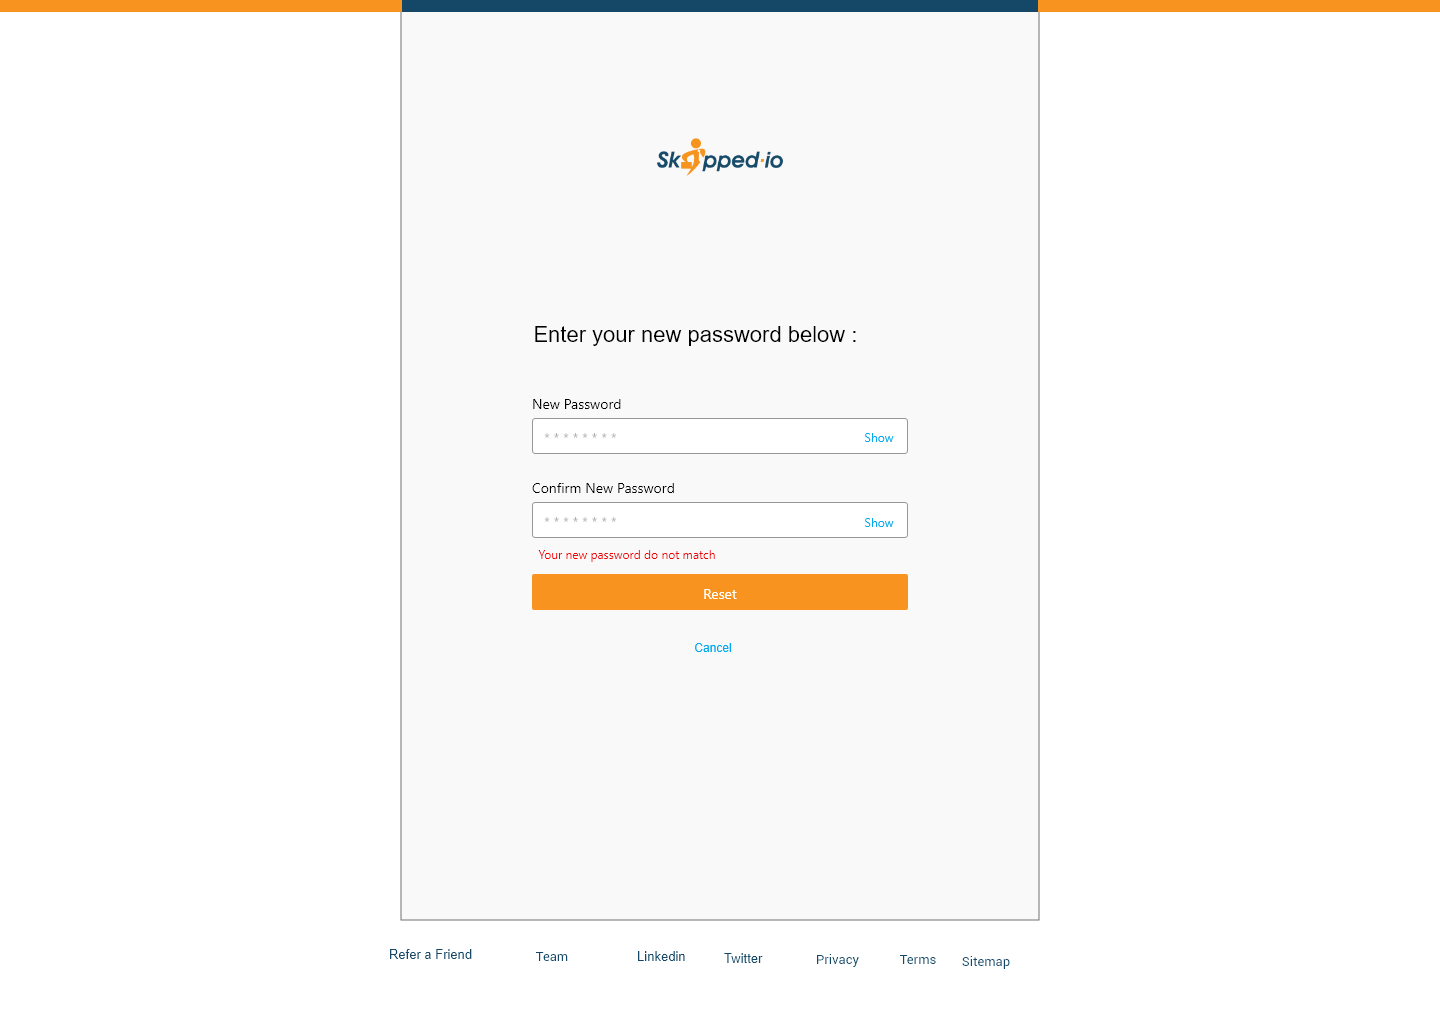 Skipped·io
Enter your new password below :
New Password
* * * * * * * * Show
Confirm New Password
* * * * * * * * Show
Your new password do not match
Reset
Cancel
Refer a Friend Team Linkedin Twitter Privacy Terms Sitemap